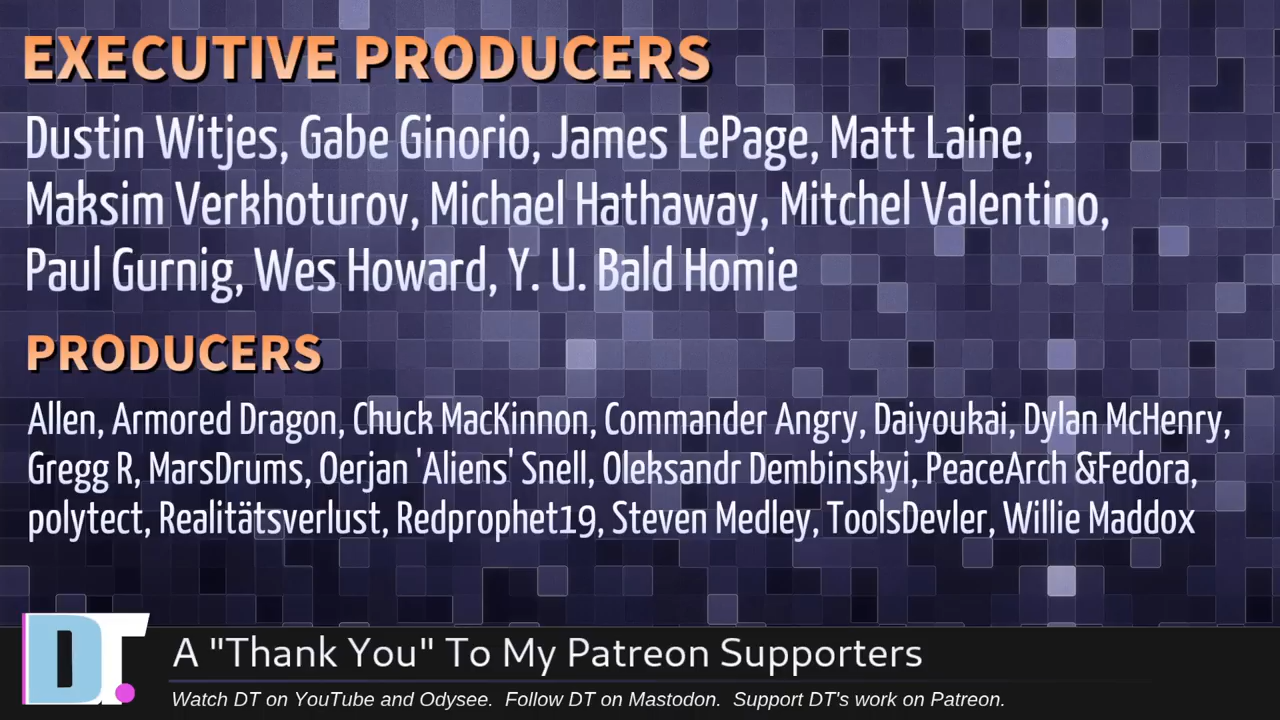 EXECUTIVE PRODUCERS
Dustin Witjes, Gabe Ginorio, James LePage, Matt Laine,
Maksim Verkhoturov, Michael Hathaway, Mitchel Valentino,
Paul Gurnig, Wes Howard, Y. U. Bald Homie
PRODUCERS
Allen, Armored Dragon, Chuck MacKinnon, Commander Angry, Daiyoukai, Dylan McHenry,
Gregg R, MarsDrums, Oerjan 'Aliens' Snell, Oleksandr Dembinskyi, PeaceArch &Fedora,
polytect, Realitätsverlust, Redprophet19, Steven Medley, ToolsDevler, Willie Maddox
DT.
A "Thank You" To My Patreon Supporters
Watch DT on YouTube and Odysee. Follow DT on Mastodon. Support DT's work on Patreon.